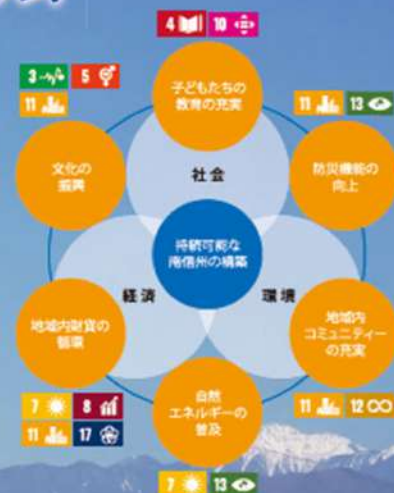 4 10
子どもたちの
教育の充実
3 5
11
11 13
文化の
振興
社会
防災機能の
向上
持続可能な
南信州の構築
経済
環境
地域内財貨の
循環
地域内
コミュニティー
の充実
7 8
11 17
自然
エネルギーの
普及
11 12
7 13